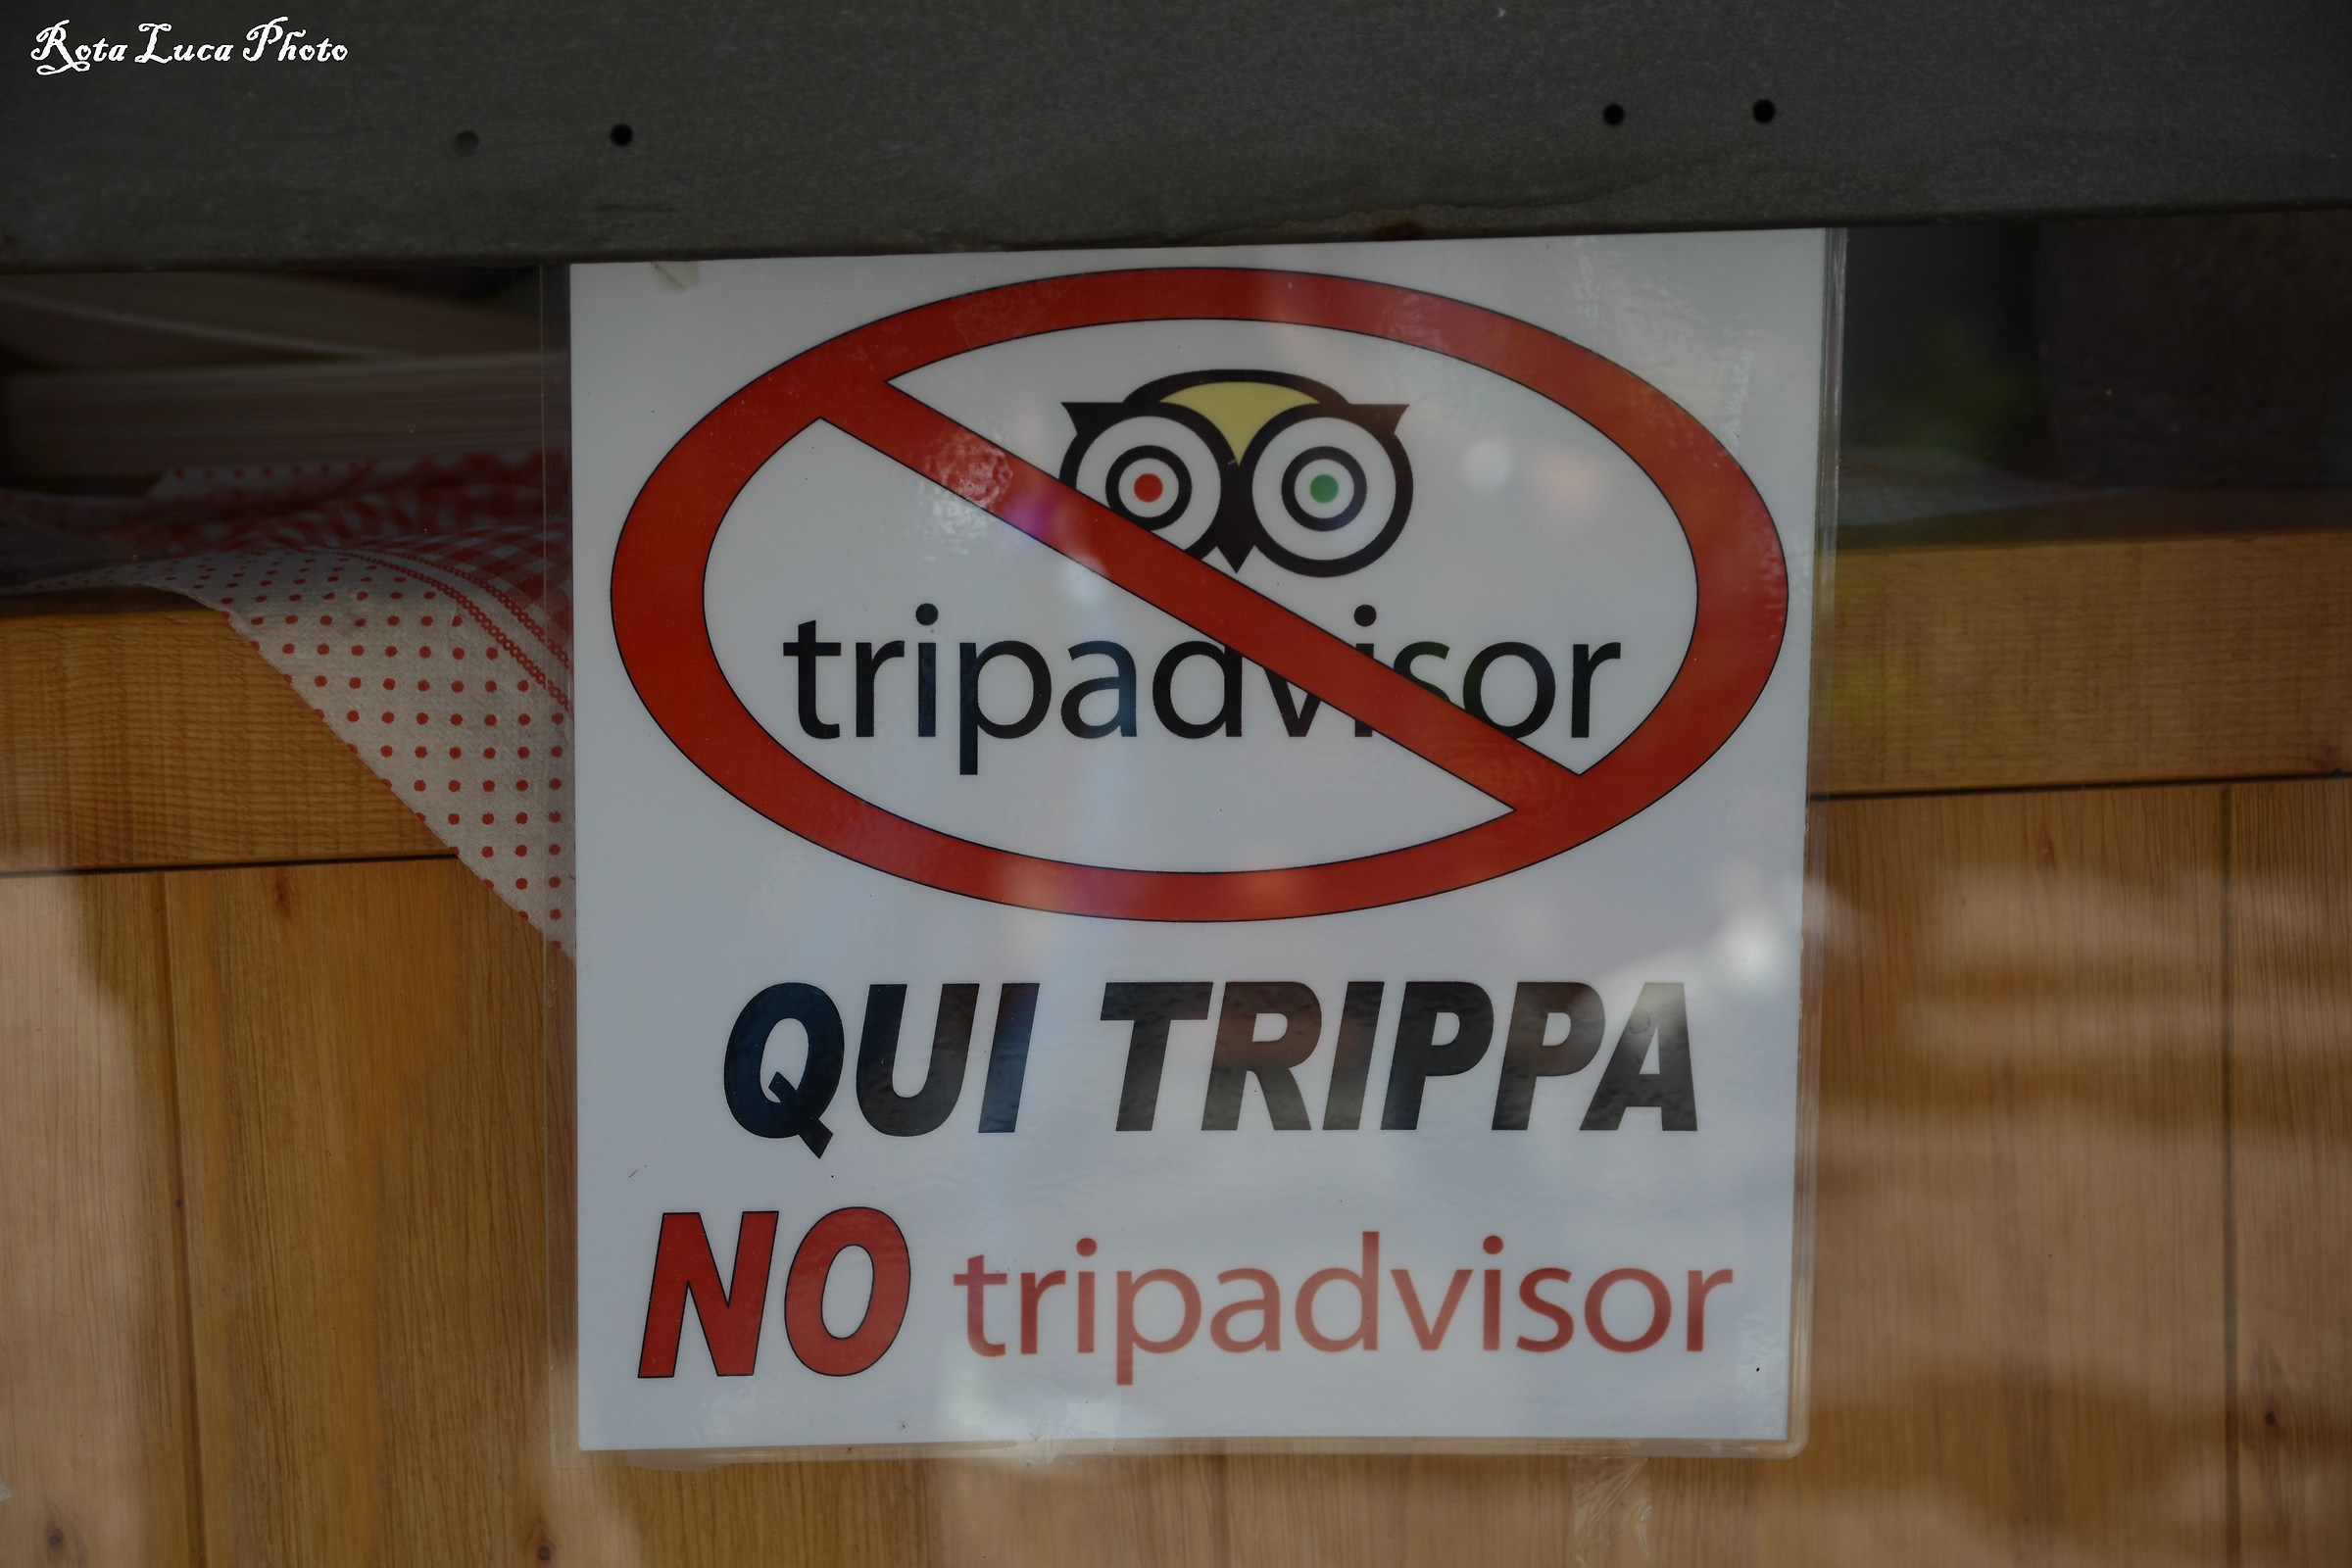 Rota Luca Photo
tripadvisor
QUI TRIPPA
NO tripadvisor